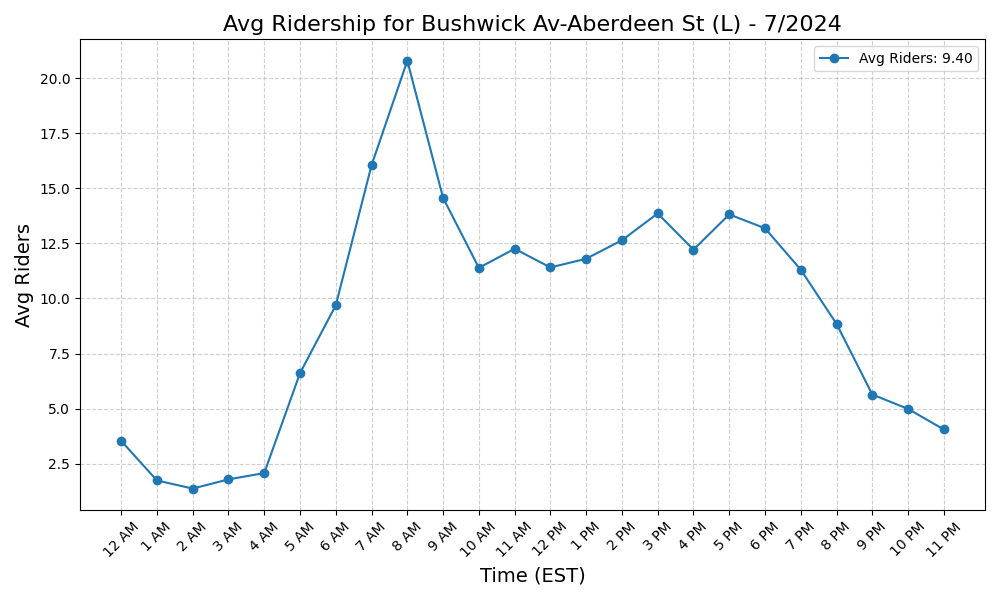 Avg Ridership for Bushwick Av-Aberdeen St (L) - 7/2024
Avg Riders: 9.40
Avg Riders
20.0
17.5
15.0
12.5
10.0
7.5
5.0
2.5
12 AM
1 AM
2 AM
3 AM
4 AM
5 AM
6 AM
7 AM
8 AM
9 AM
10 AM
11 AM
12 PM
1 PM
2 PM
3 PM
4 PM
5 PM
6 PM
7 PM
8 PM
9 PM
10 PM
11 PM
Time (EST)